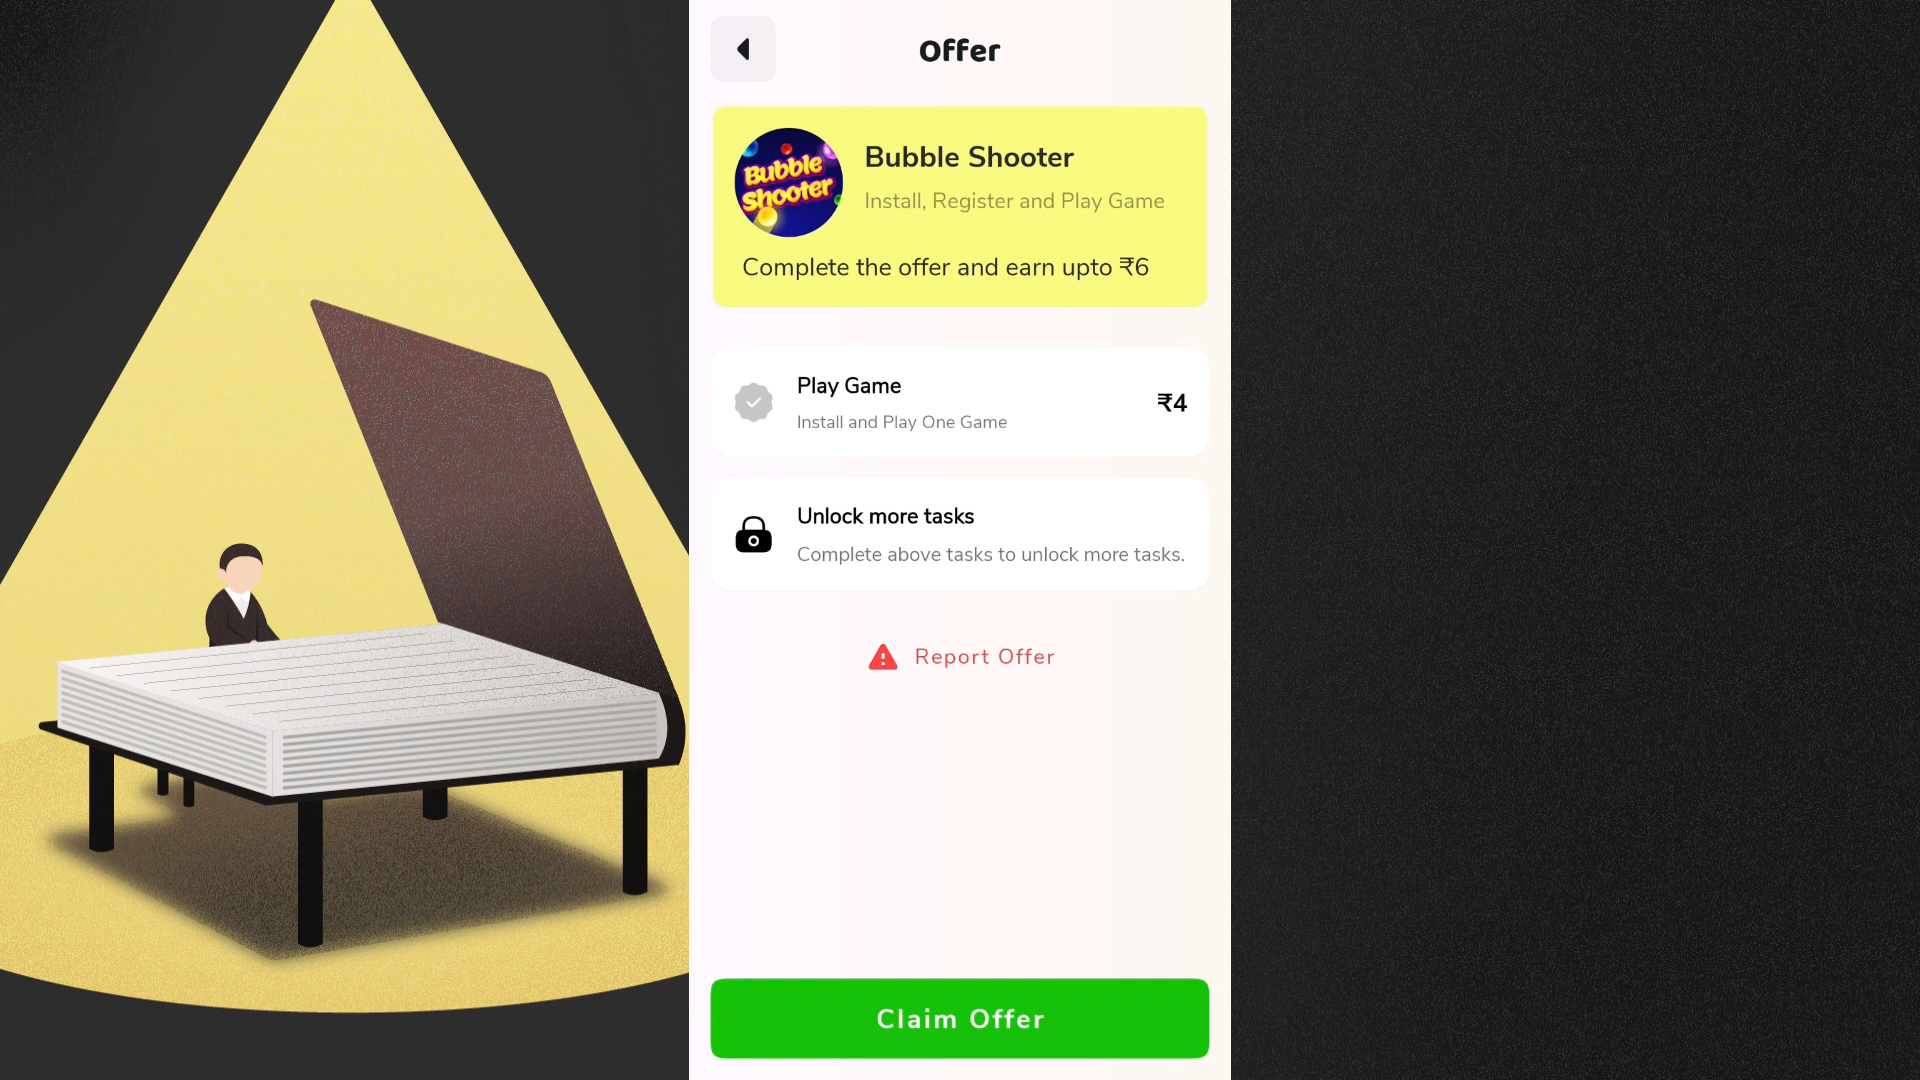 Offer
Bubble Shooter
Bubble Shooter
Install, Register and Play Game
Complete the offer and earn upto ₹6
Play Game
Install and Play One Game
₹4
Unlock more tasks
Complete above tasks to unlock more tasks.
Report Offer
Claim Offer